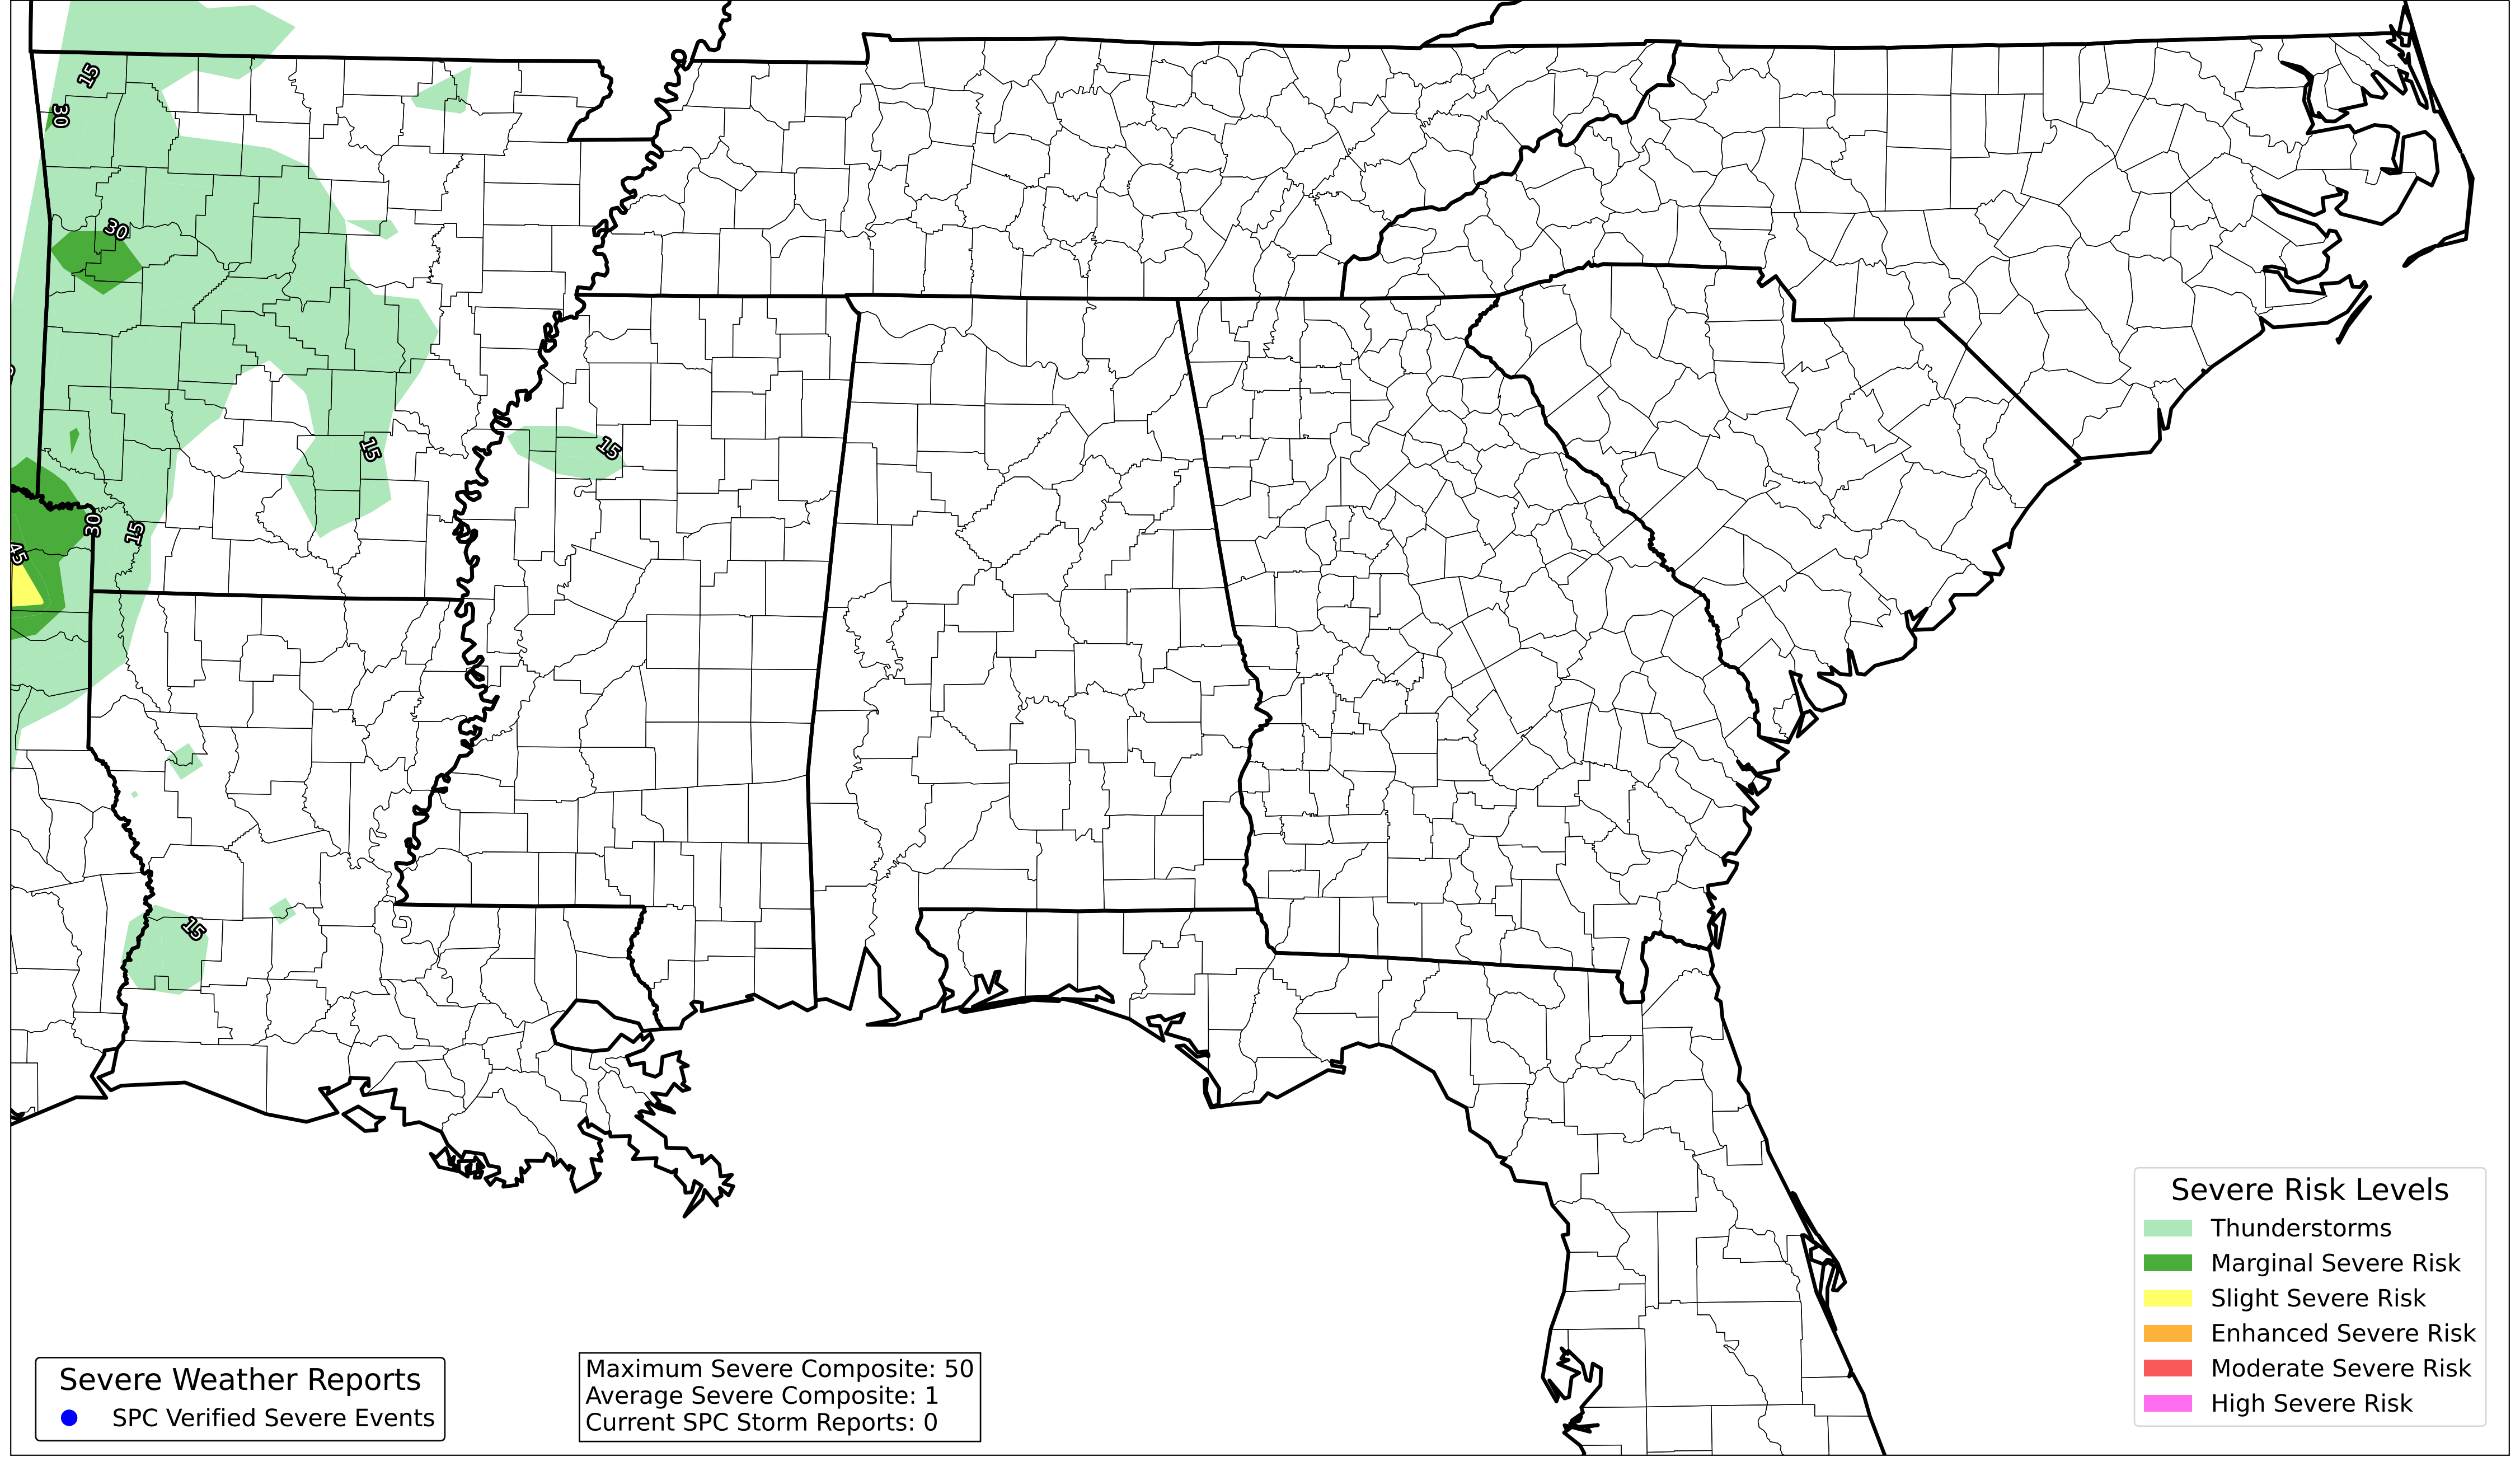 15
30
30
15
15
30
15
45
15
Severe Risk Levels
Thunderstorms
Marginal Severe Risk
Slight Severe Risk
Enhanced Severe Risk
Moderate Severe Risk
High Severe Risk
Severe Weather Reports
SPC Verified Severe Events
Maximum Severe Composite: 50
Average Severe Composite: 1
Current SPC Storm Reports: 0